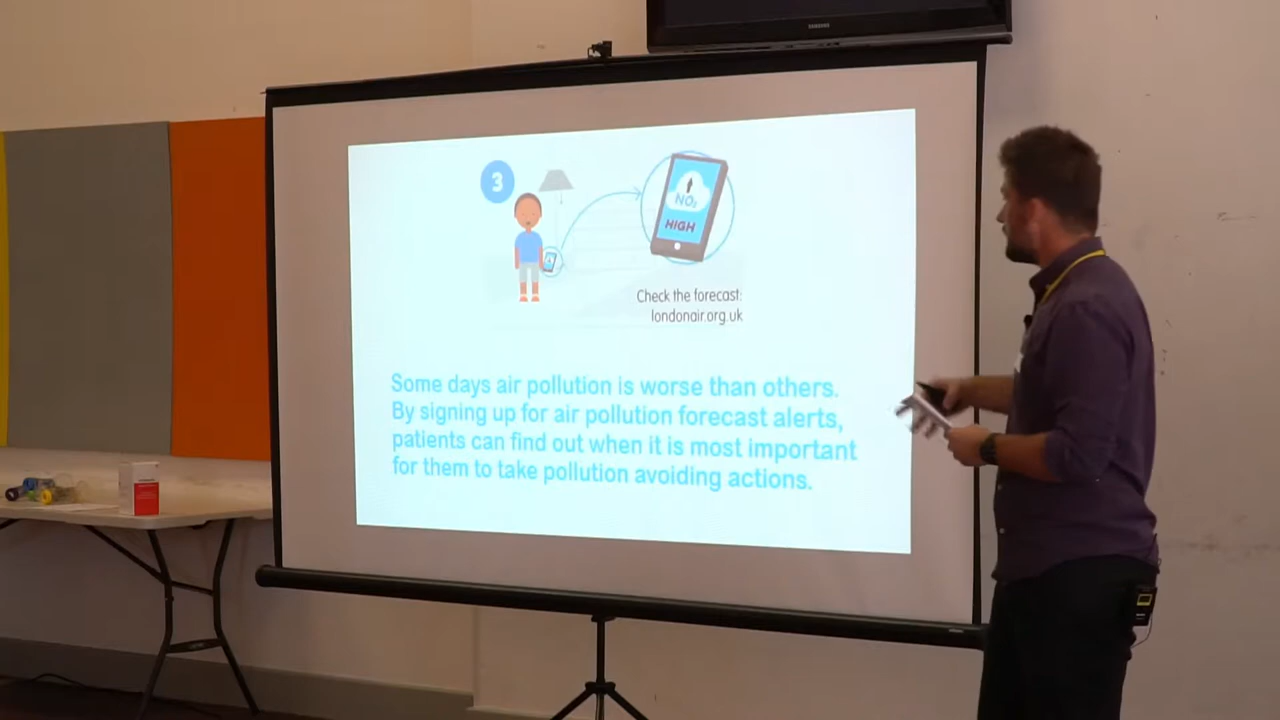 SAMSUNG
3
NO₂
HIGH
Check the forecast:
londonair.org.uk
Some days air pollution is worse than others.
By signing up for air pollution forecast alerts,
patients can find out when it is most important
for them to take pollution avoiding actions.